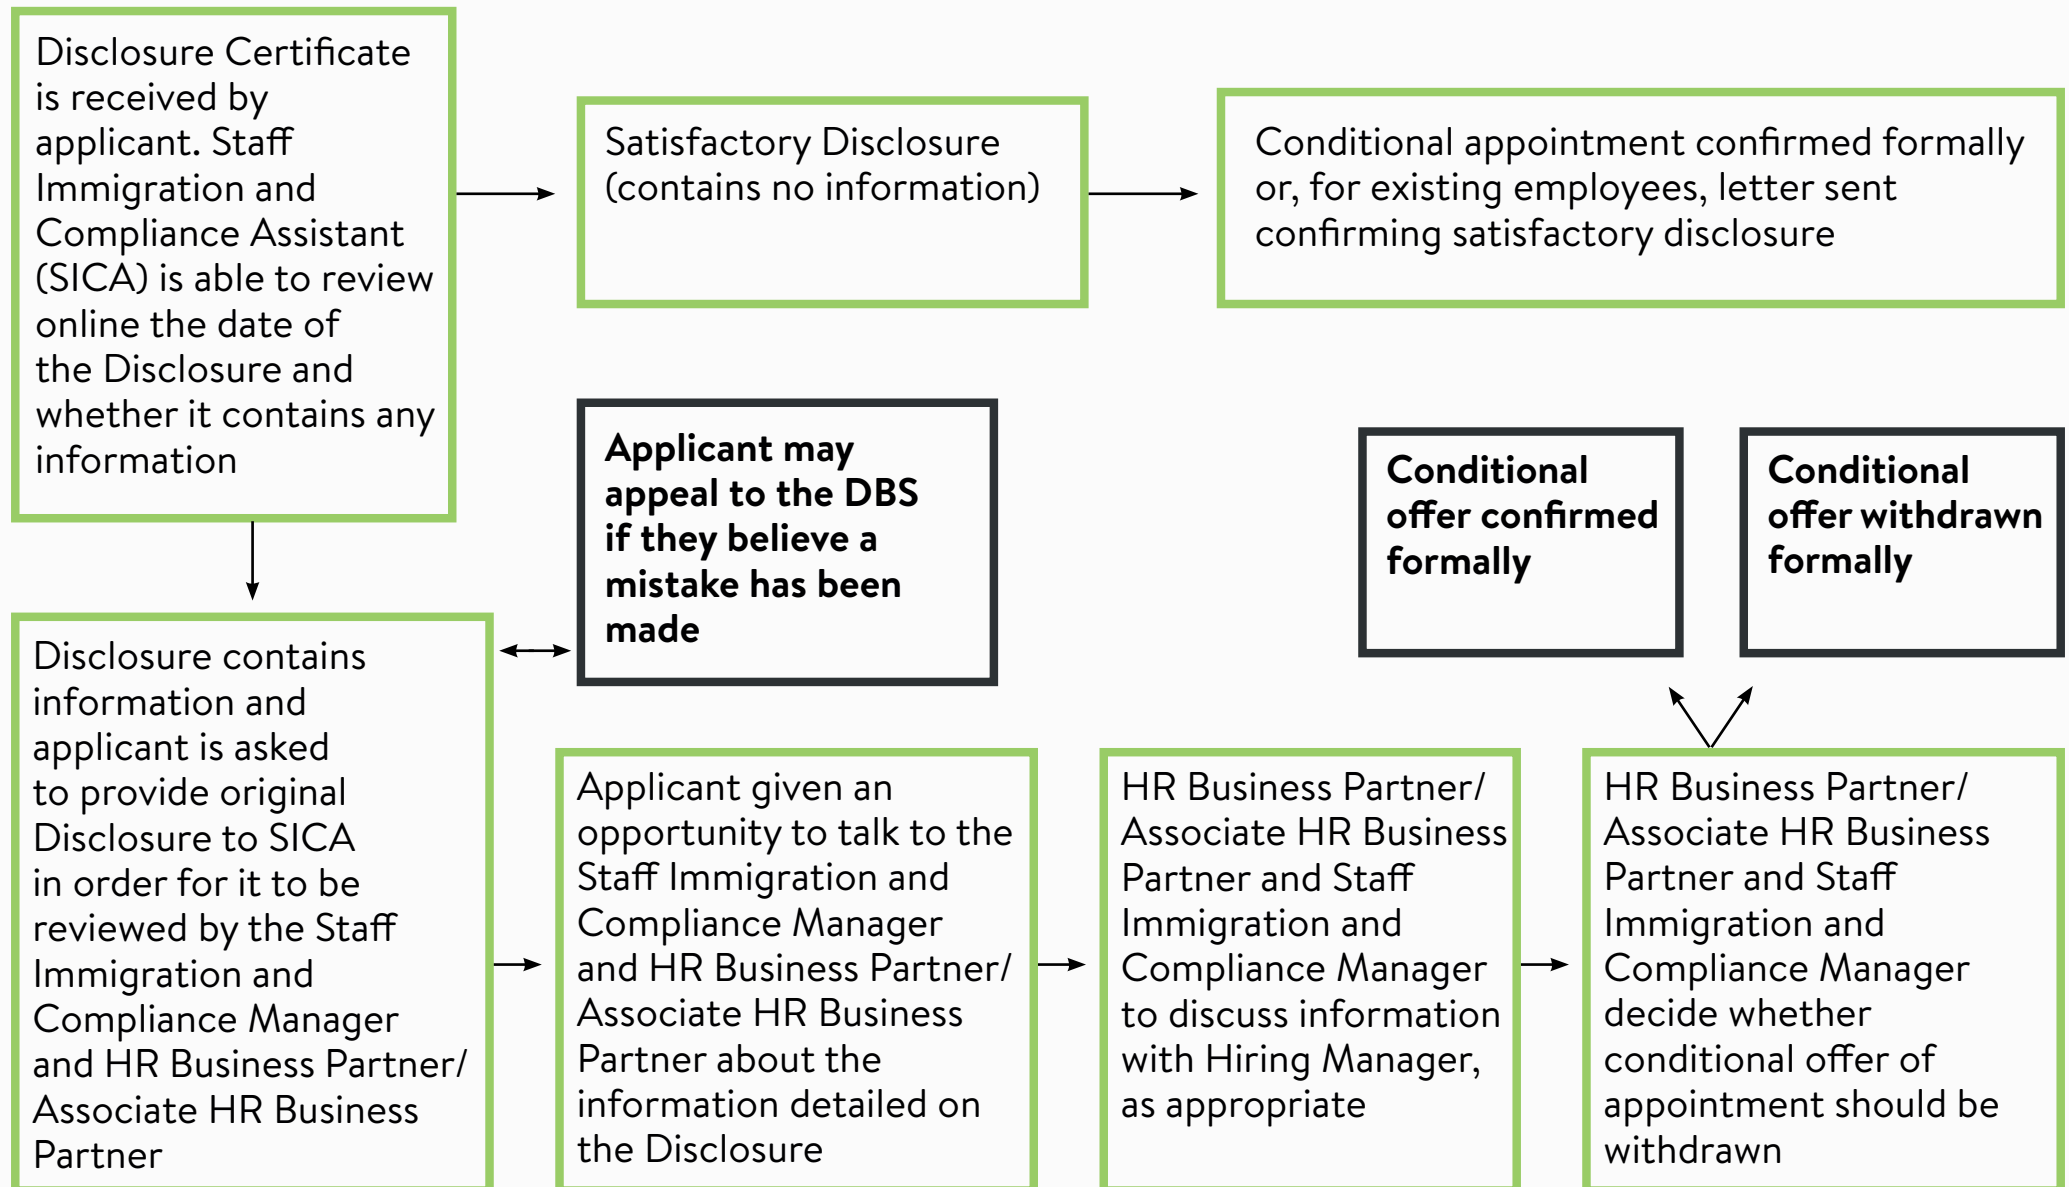 Disclosure Certificate
is received by
applicant. Staff
Immigration and
Compliance Assistant
(SICA) is able to review
online the date of
the Disclosure and
whether it contains any
information
Satisfactory Disclosure
(contains no information)
Conditional appointment confirmed formally
or, for existing employees, letter sent
confirming satisfactory disclosure
Applicant may
appeal to the DBS
if they believe a
mistake has been
made
Conditional
offer confirmed
formally
Conditional
offer withdrawn
formally
Disclosure contains
information and
applicant is asked
to provide original
Disclosure to SICA
in order for it to be
reviewed by the Staff
Immigration and
Compliance Manager
and HR Business Partner/
Associate HR Business
Partner
Applicant given an
opportunity to talk to the
Staff Immigration and
Compliance Manager
and HR Business Partner/
Associate HR Business
Partner about the
information detailed on
the Disclosure
HR Business Partner/
Associate HR Business
Partner and Staff
Immigration and
Compliance Manager
to discuss information
with Hiring Manager,
as appropriate
HR Business Partner/
Associate HR Business
Partner and Staff
Immigration and
Compliance Manager
decide whether
conditional offer of
appointment should be
withdrawn